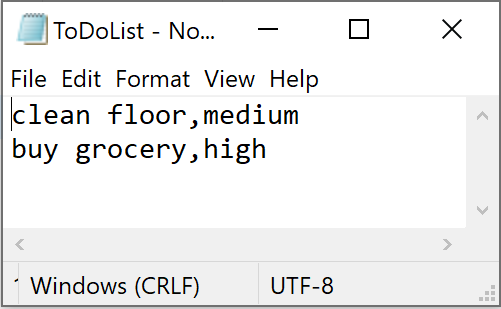 ToDoList - No...
File Edit Format View Help
clean floor,medium
buy grocery,high
Windows (CRLF) UTF-8